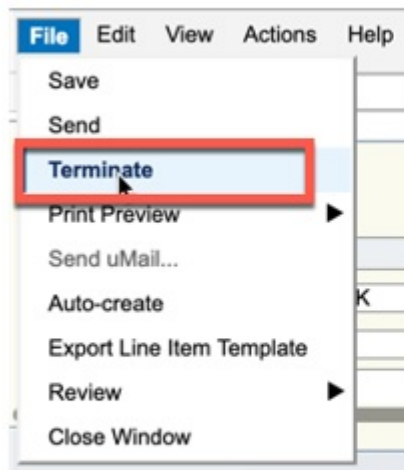 File Edit View Actions Help
Save
Send
Terminate
Print Preview
Send uMail...
Auto-create
K
Export Line Item Template
Review
Close Window